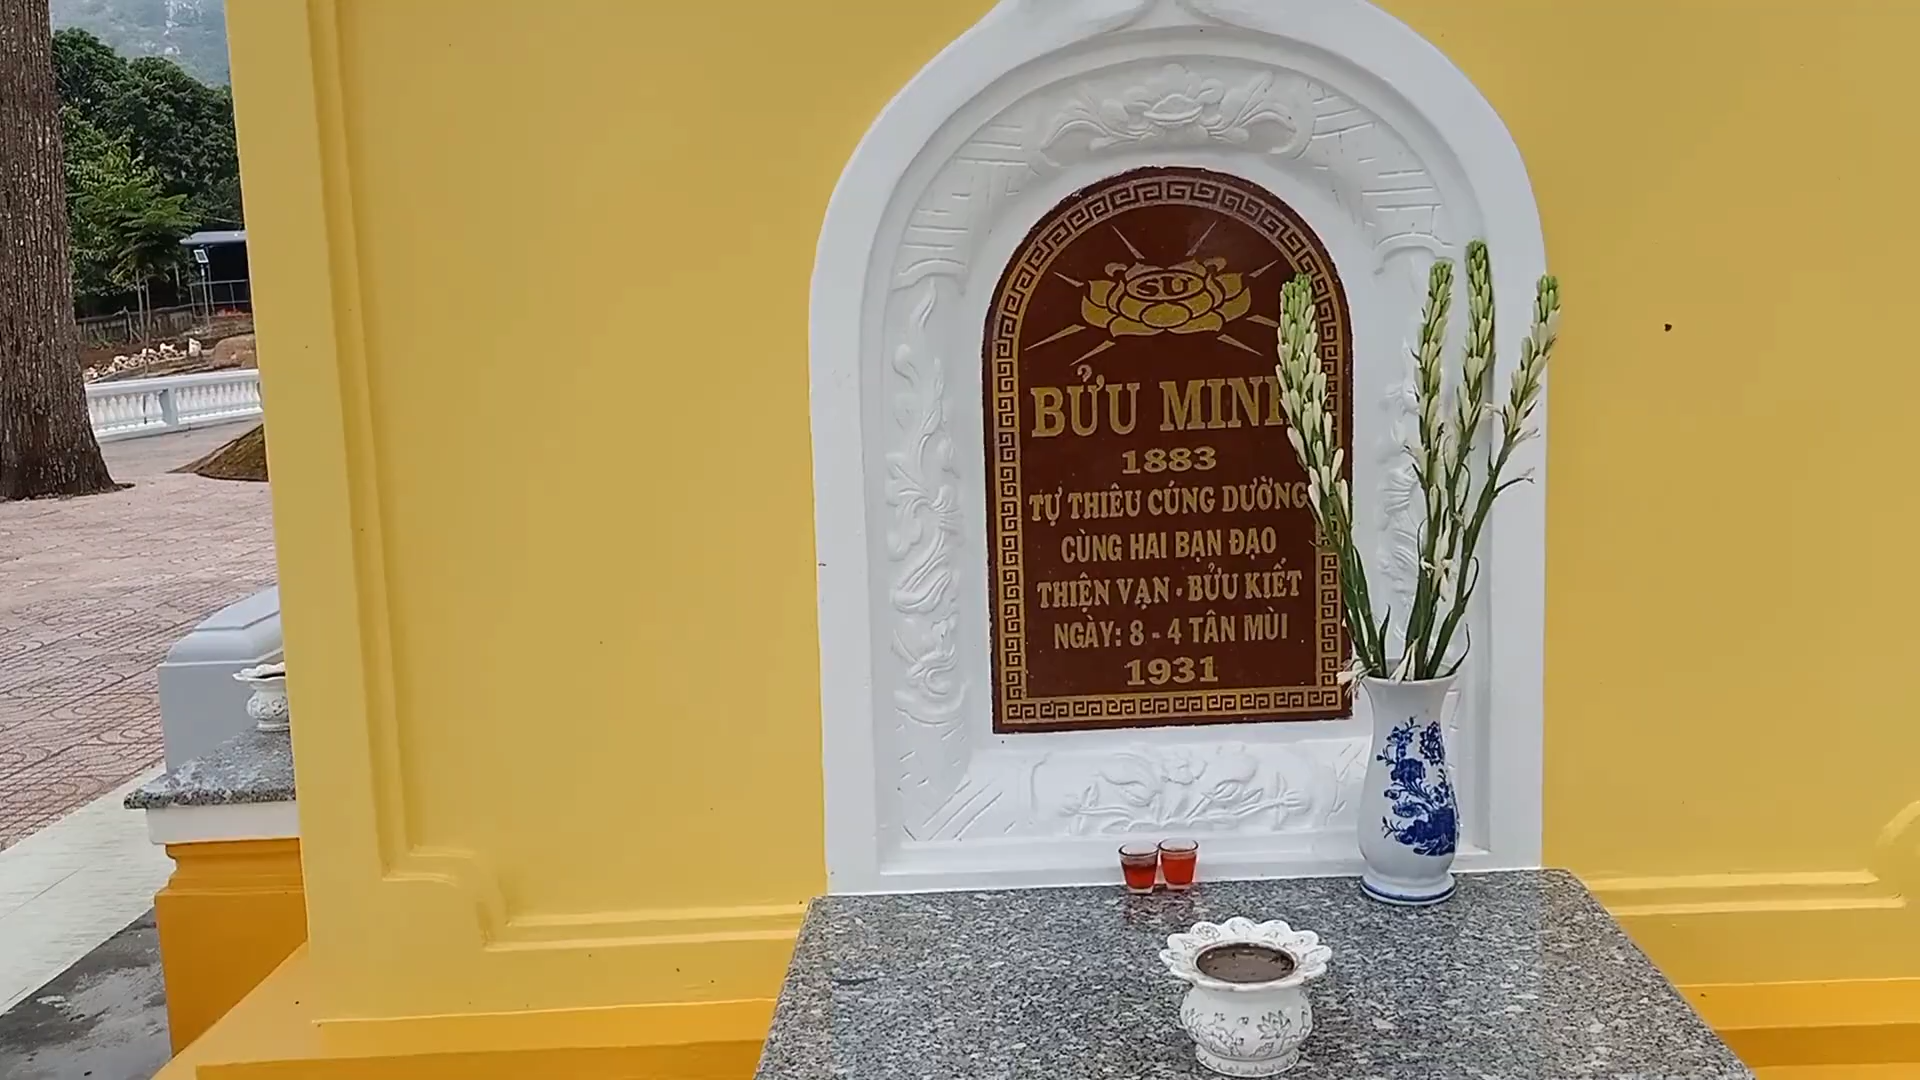 SƯ
BỬU MINH
1883
TỰ THIÊU CÚNG DƯỜNG
CÙNG HAI BẠN ĐẠO
THIỆN VẠN · BỬU KIẾT
NGÀY: 8 - 4 TÂN MÙI
1931